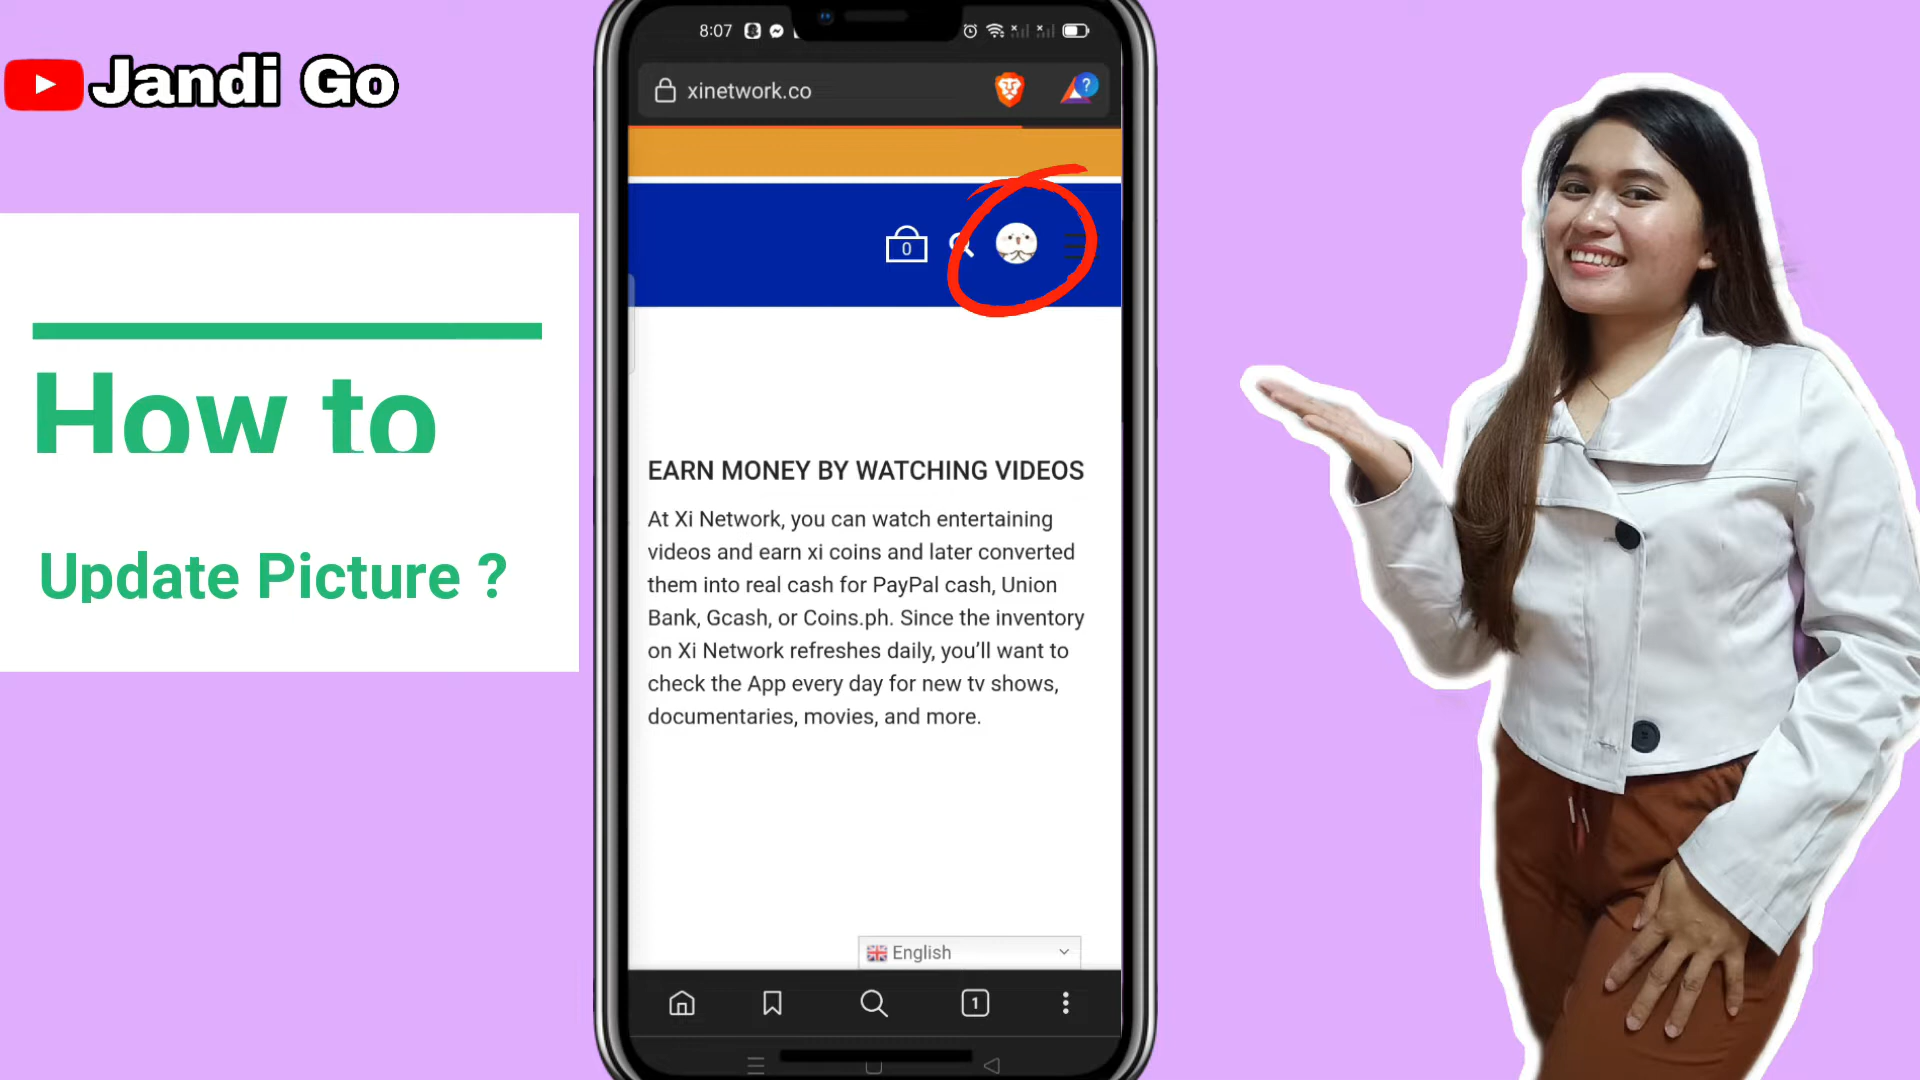 Jandi Go
How to
Update Picture ?
8:07
xinetwork.co
?
0
EARN MONEY BY WATCHING VIDEOS
At Xi Network, you can watch entertaining
videos and earn xi coins and later converted
them into real cash for PayPal cash, Union
Bank, Gcash, or Coins.ph. Since the inventory
on Xi Network refreshes daily, you’ll want to
check the App every day for new tv shows,
documentaries, movies, and more.
English
1